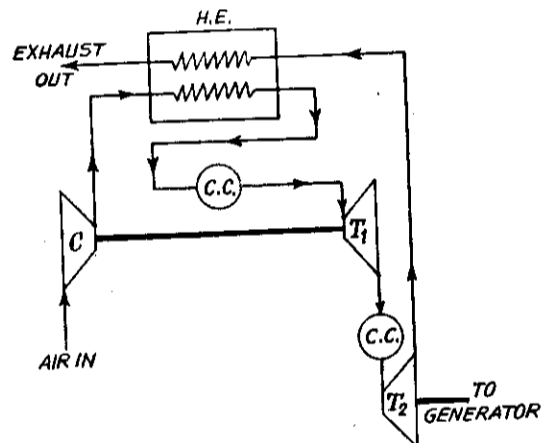 H.E.
EXHAUST
OUT
C.C.
C
T₁
AIR IN
C.C.
T₂
TO
GENERATOR